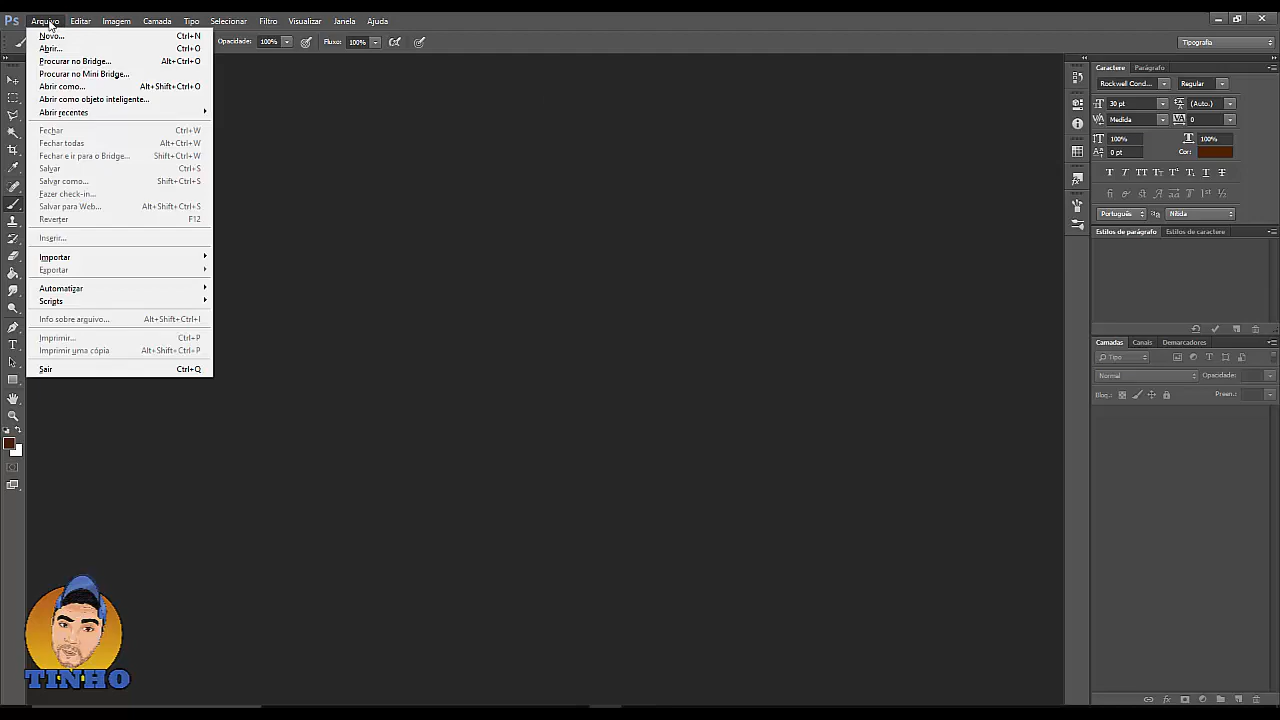 Ps Arquivo Editar Imagem Camada Tipo Selecionar Filtro Visualizar Janela Ajuda
Opacidade: 100% Fluxo: 100% Tipografia
Novo... Ctrl+N
Abrir... Ctrl+O
Procurar no Bridge... Alt+Ctrl+O
Procurar no Mini Bridge...
Abrir como... Alt+Shift+Ctrl+O
Abrir como objeto inteligente...
Abrir recentes
Fechar Ctrl+W
Fechar todas Alt+Ctrl+W
Fechar e ir para o Bridge... Shift+Ctrl+W
Salvar Ctrl+S
Salvar como... Shift+Ctrl+S
Fazer check-in...
Salvar para Web... Alt+Shift+Ctrl+S
Reverter F12
Inserir...
Importar
Exportar
Automatizar
Scripts
Info sobre arquivo... Alt+Shift+Ctrl+I
Imprimir... Ctrl+P
Imprimir uma cópia Alt+Shift+Ctrl+P
Sair Ctrl+Q
Caractere Parágrafo
Rockwell Cond... Regular
30 pt (Auto.)
Medida 0
100% 100%
0 pt Cor:
Português Nítida
Estilos de parágrafo Estilos de caractere
Camadas Canais Demarcadores
Tipo
Normal Opacidade:
Bloq.: Preen.:
TINHO